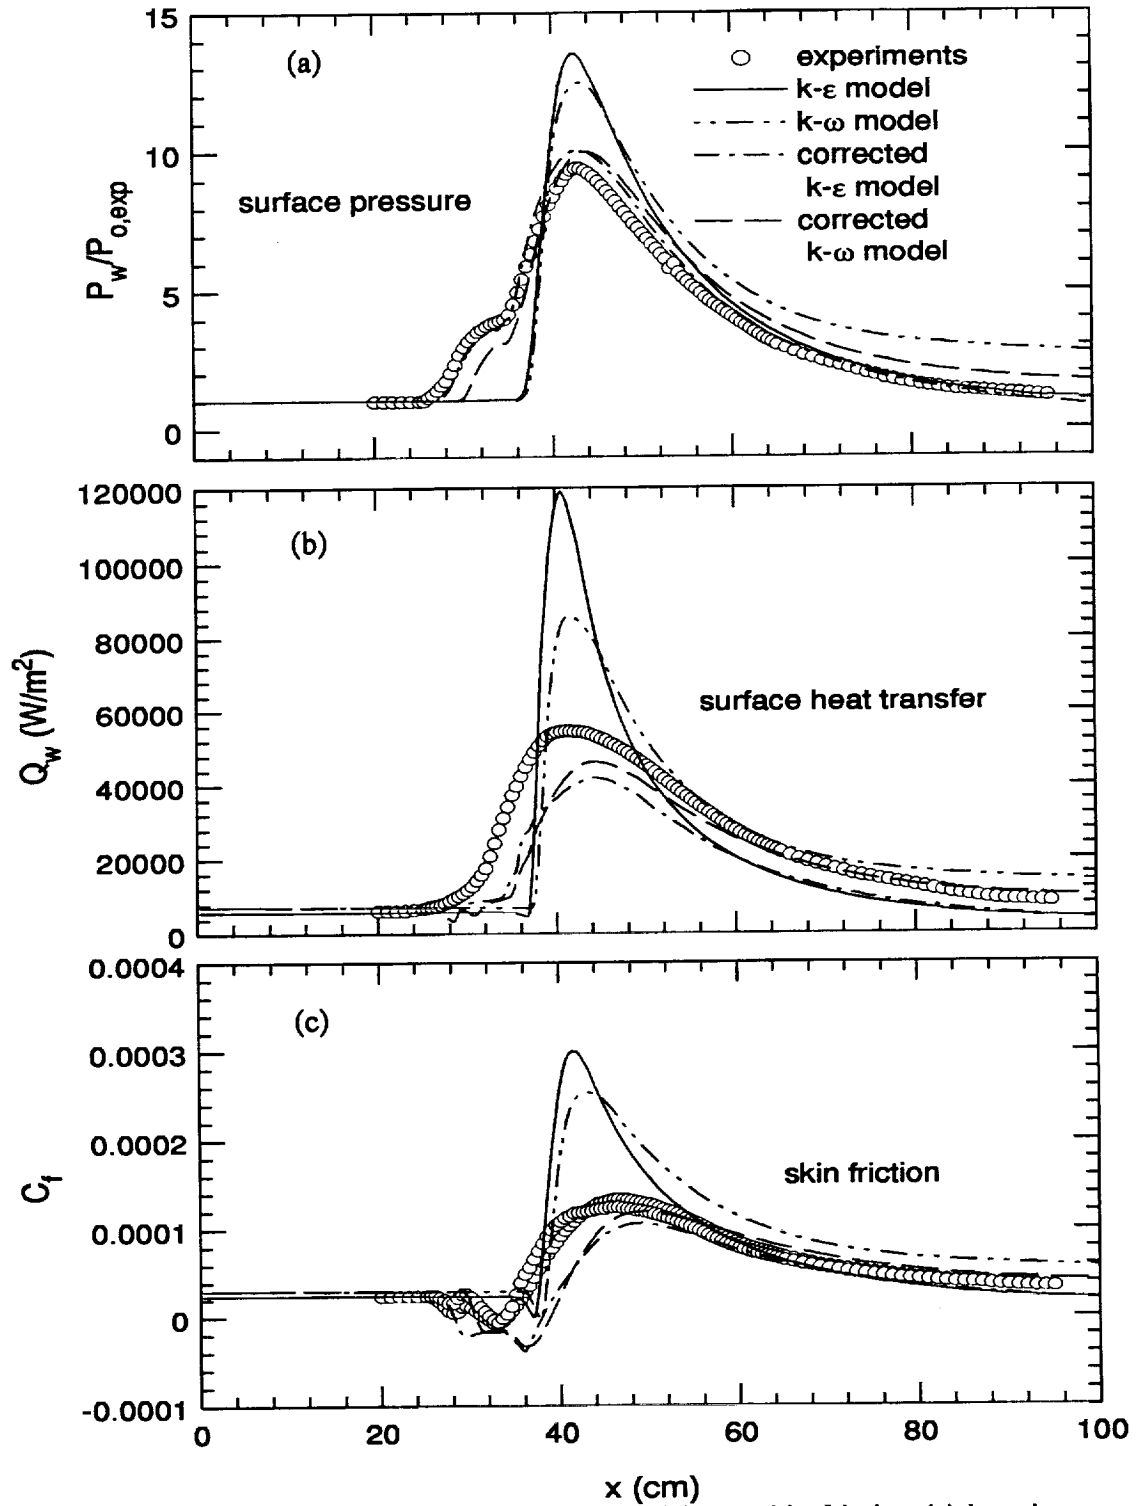 15
(a)
experiments
k-ε model
k-ω model
corrected
k-ε model
corrected
k-ω model
10
surface pressure
5
0
P_w/P_o,exp
120000
(b)
100000
80000
surface heat transfer
60000
40000
20000
0
Q_w (W/m²)
0.0004
(c)
0.0003
0.0002
skin friction
0.0001
0
-0.0001
C_f
0 20 40 60 80 100
x (cm)